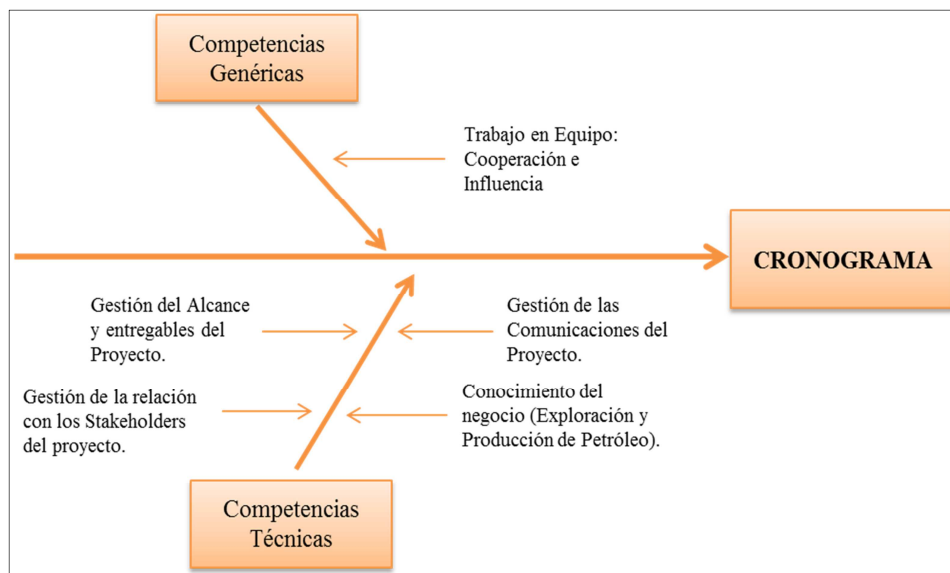 Competencias
Genéricas
Trabajo en Equipo:
Cooperación e
Influencia
CRONOGRAMA
Gestión del Alcance
y entregables del
Proyecto.
Gestión de las
Comunicaciones del
Proyecto.
Gestión de la relación
con los Stakeholders
del proyecto.
Conocimiento del
negocio (Exploración y
Producción de Petróleo).
Competencias
Técnicas